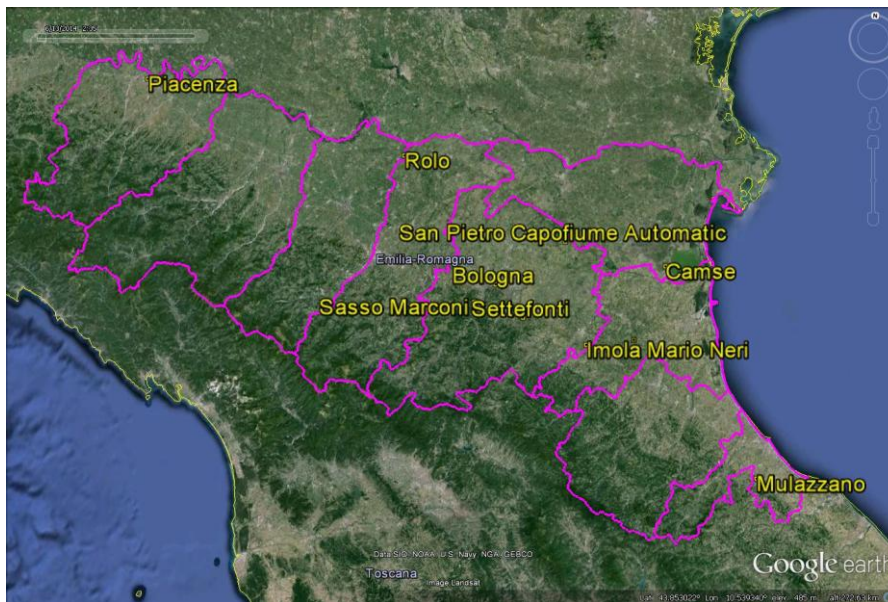 Piacenza
Rolo
San Pietro Capofiume Automatic
Emilia-Romagna
Camse
Bologna
Sasso Marconi
Settefonti
Imola Mario Neri
Mulazzano
Data SIO, NOAA, U.S. Navy, NGA, GEBCO
Google earth
Toscana
Image Landsat
N